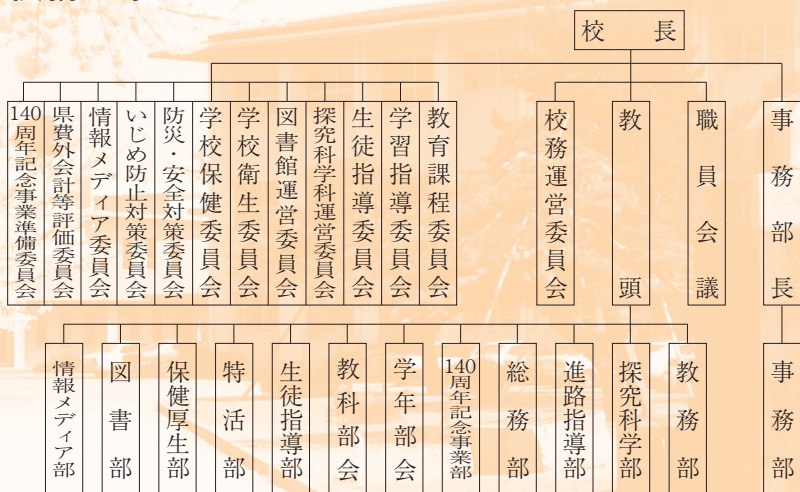 校長
事務部長
職員会議
教頭
校務運営委員会
教育課程委員会
学習指導委員会
生徒指導委員会
探究科学科運営委員会
図書館運営委員会
学校衛生委員会
学校保健委員会
防災・安全対策委員会
いじめ防止対策委員会
情報メディア委員会
県費外会計等評価委員会
140周年記念事業準備委員会
事務部
教務部
探究科学部
進路指導部
総務部
140周年記念事業部
学年部会
教科部会
生徒指導部
特活部
保健厚生部
図書部
情報メディア部